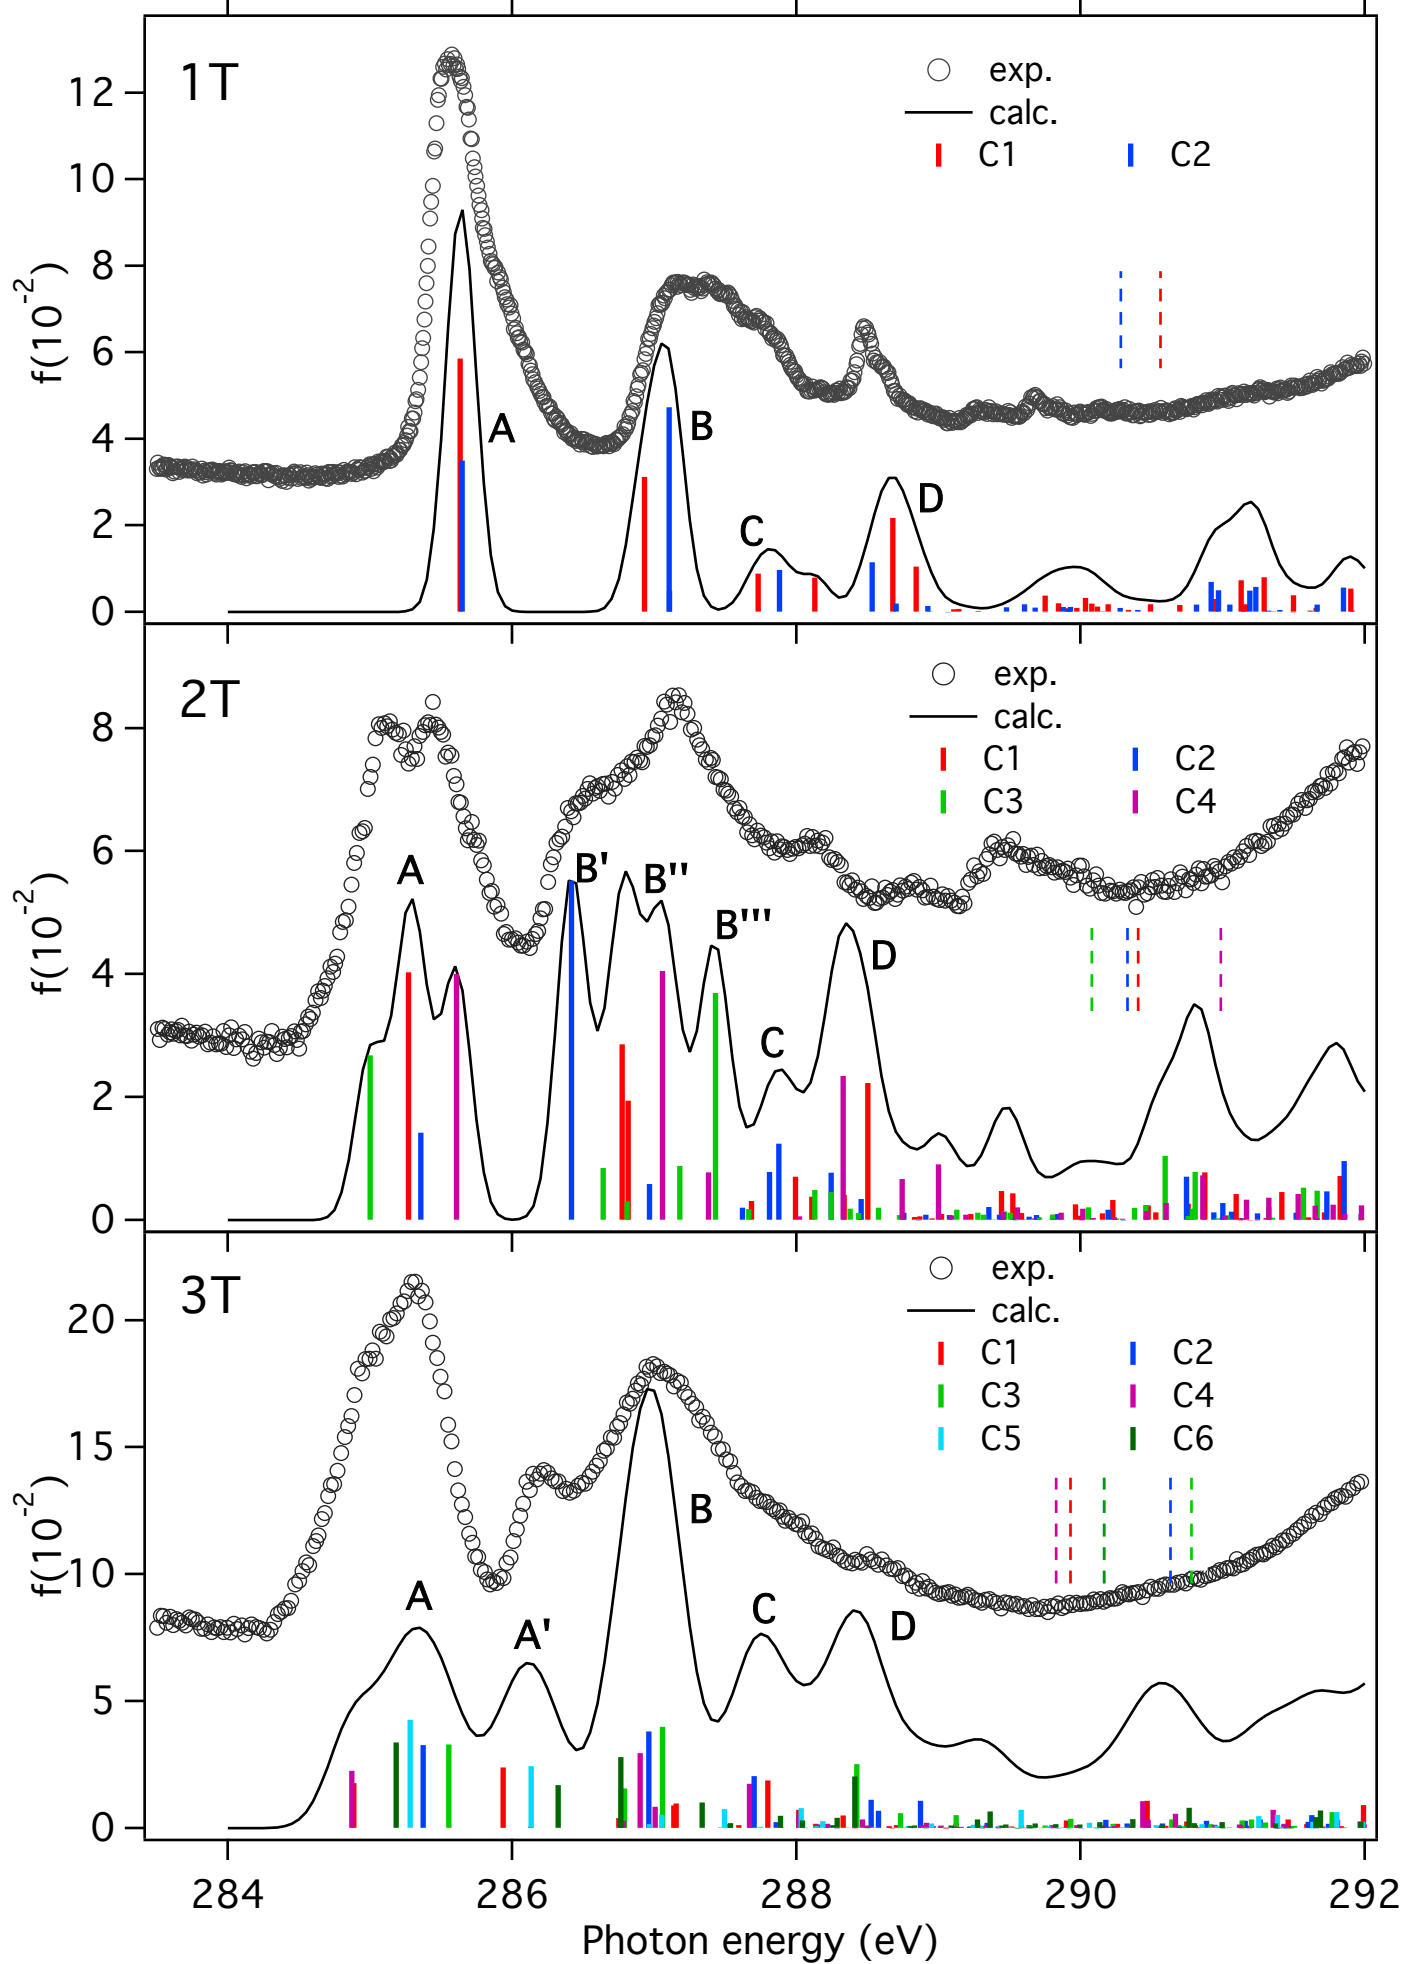 1T
exp.
calc.
C1 C2
12
10
8
6
4
2
0
f(10⁻²)
A
B
C
D
2T
exp.
calc.
C1 C2
C3 C4
8
6
4
2
0
f(10⁻²)
A
B'
B''
B'''
C
D
3T
exp.
calc.
C1 C2
C3 C4
C5 C6
20
15
10
5
0
f(10⁻²)
A
A'
B
C
D
284 286 288 290 292
Photon energy (eV)